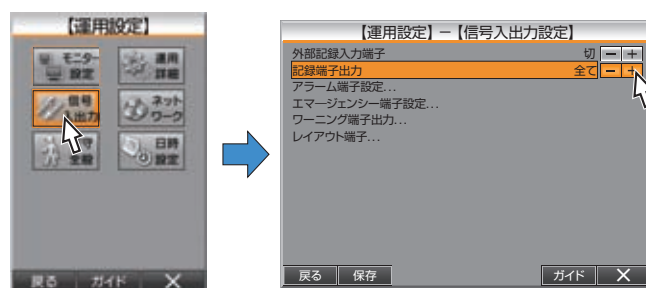 【運用設定】
モニター
設定
運用
詳細
信号
入出力
ネット
ワーク
守
全般
日時
設定
戻る ガイド ×
【運用設定】－【信号入出力設定】
外部記録入力端子 切 － ＋
記録端子出力 全て － ＋
アラーム端子設定...
エマージェンシー端子設定...
ワーニング端子出力...
レイアウト端子...
戻る 保存 ガイド ×